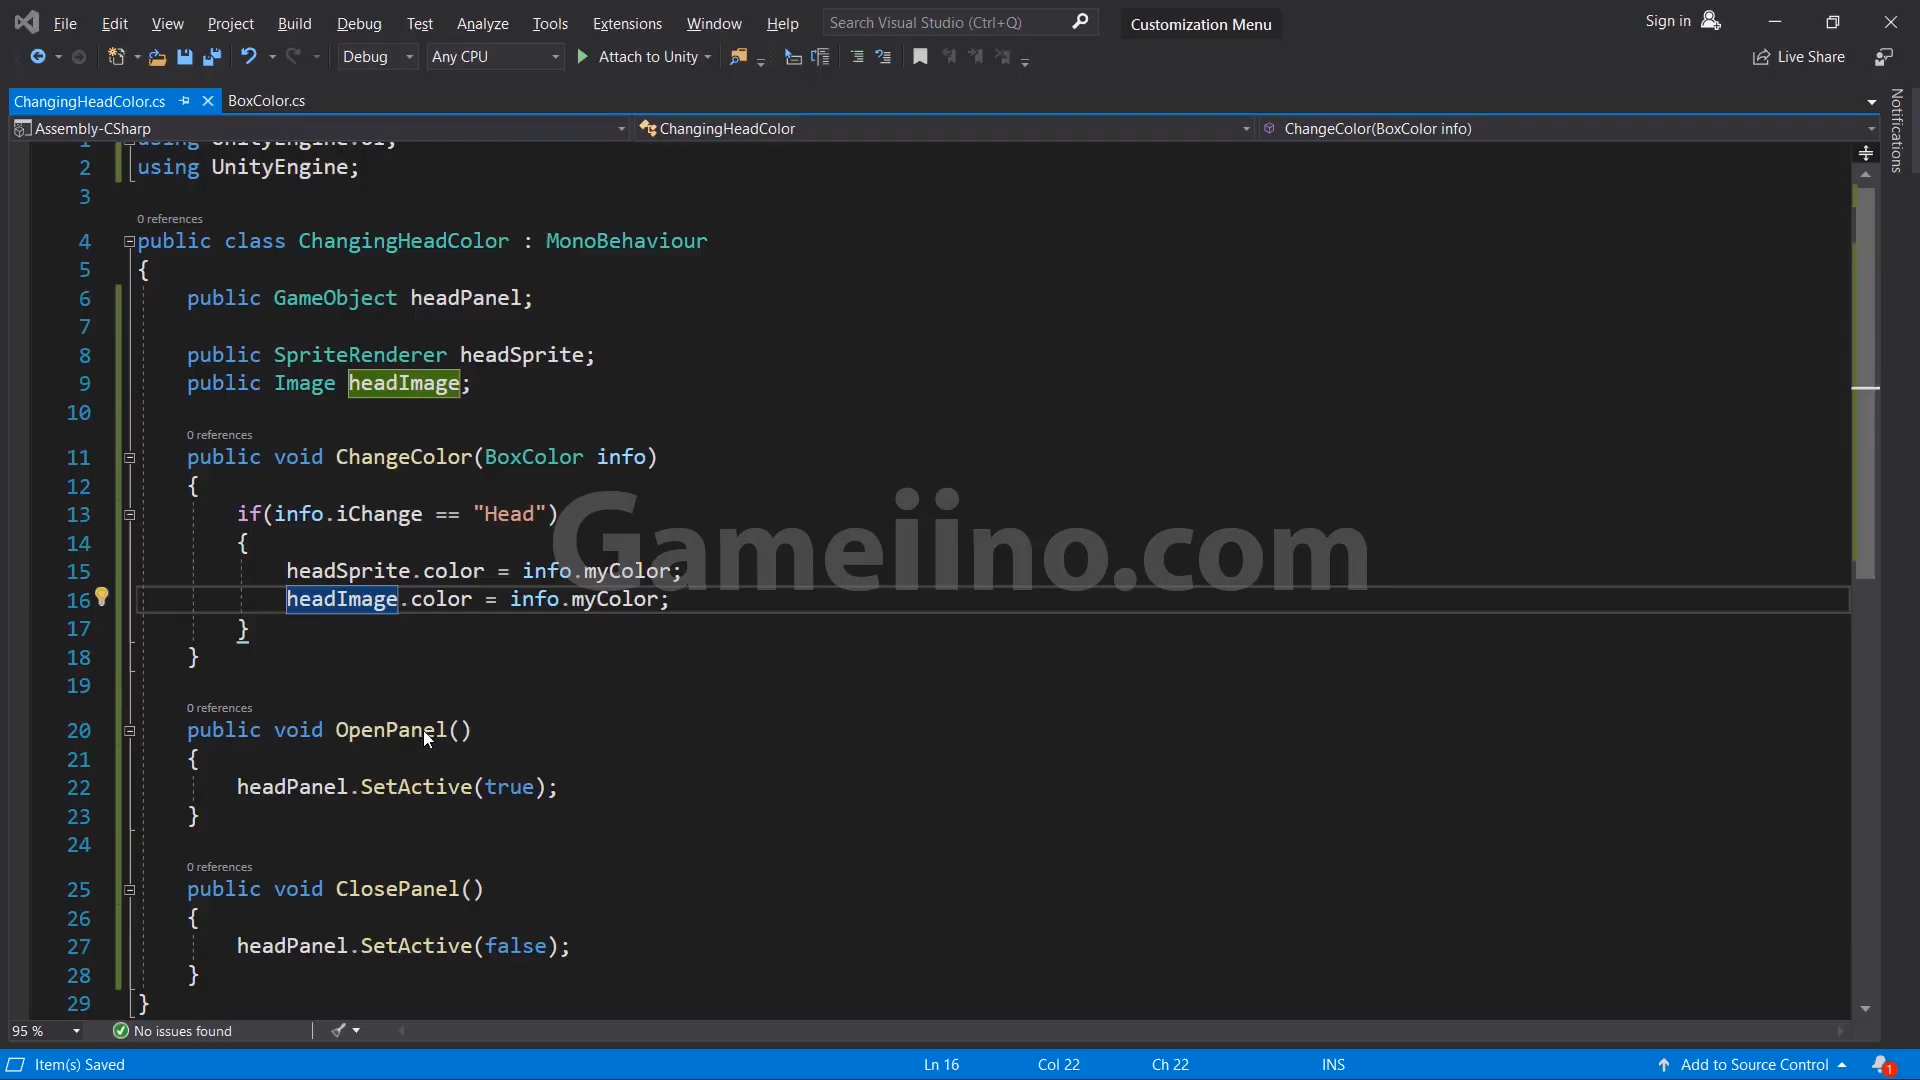 File Edit View Project Build Debug Test Analyze Tools Extensions Window Help Search Visual Studio (Ctrl+Q) Customization Menu Sign in
Debug Any CPU Attach to Unity Live Share
ChangingHeadColor.cs BoxColor.cs
Notifications
Assembly-CSharp ChangingHeadColor ChangeColor(BoxColor info)
1 using UnityEngine.UI;
2 using UnityEngine;
3
0 references
4 public class ChangingHeadColor : MonoBehaviour
5 {
6 public GameObject headPanel;
7
8 public SpriteRenderer headSprite;
9 public Image headImage;
10
0 references
11 public void ChangeColor(BoxColor info)
12 {
13 if(info.iChange == "Head")
14 {
Gameiino.com
15 headSprite.color = info.myColor;
16 headImage.color = info.myColor;
17 }
18 }
19
0 references
20 public void OpenPanel()
21 {
22 headPanel.SetActive(true);
23 }
24
0 references
25 public void ClosePanel()
26 {
27 headPanel.SetActive(false);
28 }
29 }
95 % No issues found
Item(s) Saved Ln 16 Col 22 Ch 22 INS Add to Source Control 1